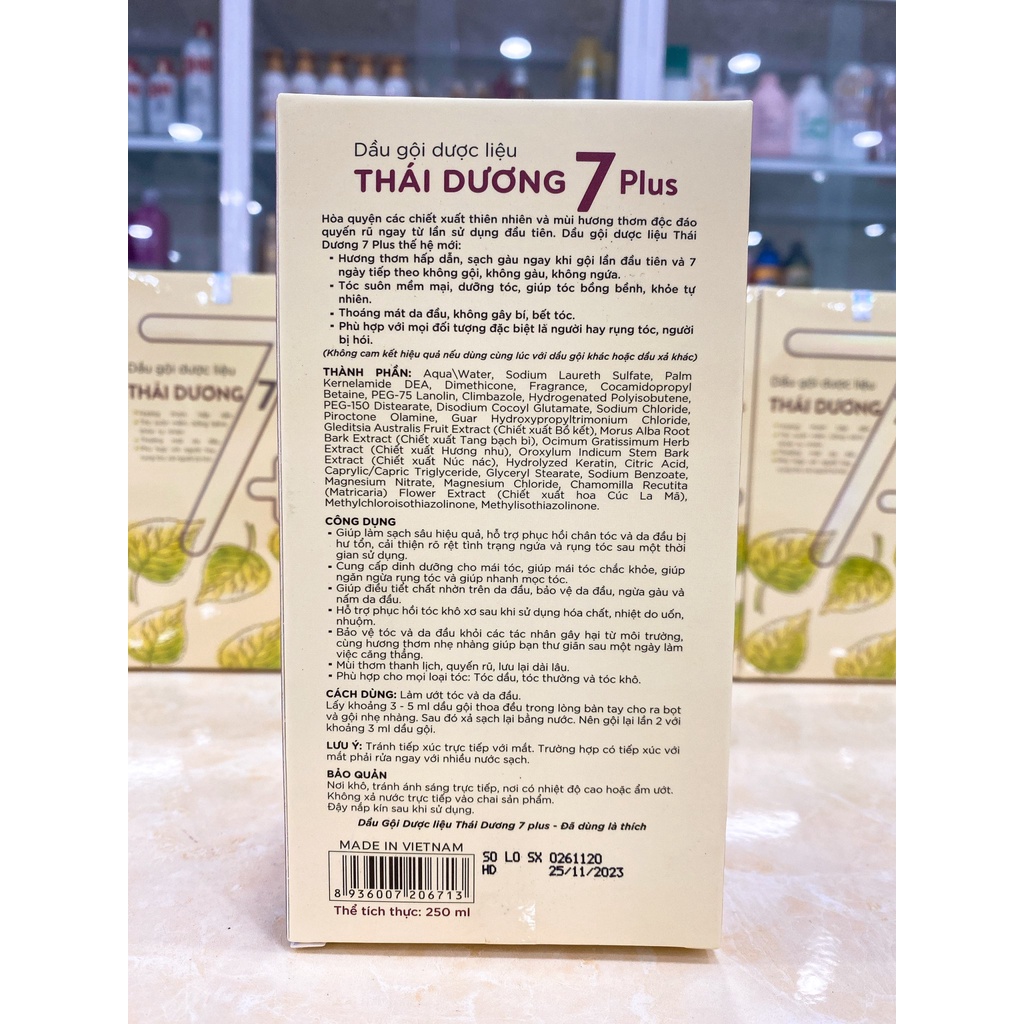 Dầu gội dược liệu
THÁI DƯƠNG 7 Plus
Hòa quyện các chiết xuất thiên nhiên và mùi hương thơm độc đáo
quyến rũ ngay từ lần sử dụng đầu tiên. Dầu gội dược liệu Thái
Dương 7 Plus thế hệ mới:
- Hương thơm hấp dẫn, sạch gàu ngay khi gội lần đầu tiên và 7
ngày tiếp theo không gội, không gàu, không ngứa.
- Tóc suôn mềm mại, dưỡng tóc, giúp tóc bồng bềnh, khỏe tự
nhiên.
- Thoáng mát da đầu, không gây bí, bết tóc.
- Phù hợp với mọi đối tượng đặc biệt là người hay rụng tóc, người
bị hói.
(Không cam kết hiệu quả nếu dùng cùng lúc với dầu gội khác hoặc dầu xả khác)
THÀNH PHẦN: Aqua\Water, Sodium Laureth Sulfate, Palm
Kernelamide DEA, Dimethicone, Fragrance, Cocamidopropyl
Betaine, PEG-75 Lanolin, Climbazole, Hydrogenated Polyisobutene,
PEG-150 Distearate, Disodium Cocoyl Glutamate, Sodium Chloride,
Piroctone Olamine, Guar Hydroxypropyltrimonium Chloride,
Gleditsia Australis Fruit Extract (Chiết xuất Bồ kết), Morus Alba Root
Bark Extract (Chiết xuất Tang bạch bì), Ocimum Gratissimum Herb
Extract (Chiết xuất Hương nhu), Oroxylum Indicum Stem Bark
Extract (Chiết xuất Núc nác), Hydrolyzed Keratin, Citric Acid,
Caprylic/Capric Triglyceride, Glyceryl Stearate, Sodium Benzoate,
Magnesium Nitrate, Magnesium Chloride, Chamomilla Recutita
(Matricaria) Flower Extract (Chiết xuất hoa Cúc La Mã),
Methylchloroisothiazolinone, Methylisothiazolinone.
CÔNG DỤNG
- Giúp làm sạch sâu hiệu quả, hỗ trợ phục hồi chân tóc và da đầu bị
hư tổn, cải thiện rõ rệt tình trạng ngứa và rụng tóc sau một thời
gian sử dụng.
- Cung cấp dinh dưỡng cho mái tóc, giúp mái tóc chắc khỏe, giúp
ngăn ngừa rụng tóc và giúp nhanh mọc tóc.
- Giúp điều tiết chất nhờn trên da đầu, bảo vệ da đầu, ngừa gàu và
nấm da đầu.
- Hỗ trợ phục hồi tóc khô xơ sau khi sử dụng hóa chất, nhiệt do uốn,
nhuộm.
- Bảo vệ tóc và da đầu khỏi các tác nhân gây hại từ môi trường,
cùng hương thơm nhẹ nhàng giúp bạn thư giãn sau một ngày làm
việc căng thẳng.
- Mùi thơm thanh lịch, quyến rũ, lưu lại dài lâu.
- Phù hợp cho mọi loại tóc: Tóc dầu, tóc thường và tóc khô.
CÁCH DÙNG: Làm ướt tóc và da đầu.
Lấy khoảng 3 - 5 ml dầu gội thoa đều trong lòng bàn tay cho ra bọt
và gội nhẹ nhàng. Sau đó xả sạch lại bằng nước. Nên gội lại lần 2 với
khoảng 3 ml dầu gội.
LƯU Ý: Tránh tiếp xúc trực tiếp với mắt. Trường hợp có tiếp xúc với
mắt phải rửa ngay với nhiều nước sạch.
BẢO QUẢN
Nơi khô, tránh ánh sáng trực tiếp, nơi có nhiệt độ cao hoặc ẩm ướt.
Không xả nước trực tiếp vào chai sản phẩm.
Đậy nắp kín sau khi sử dụng.
Dầu Gội Dược liệu Thái Dương 7 plus - Đã dùng là thích
MADE IN VIETNAM
SO LO SX 0261120
HD 25/11/2023
8 936007 206713
Thể tích thực: 250 ml
Dầu gội dược liệu
THÁI DƯƠNG 7
Dầu gội dược liệu
THÁI DƯƠNG 7